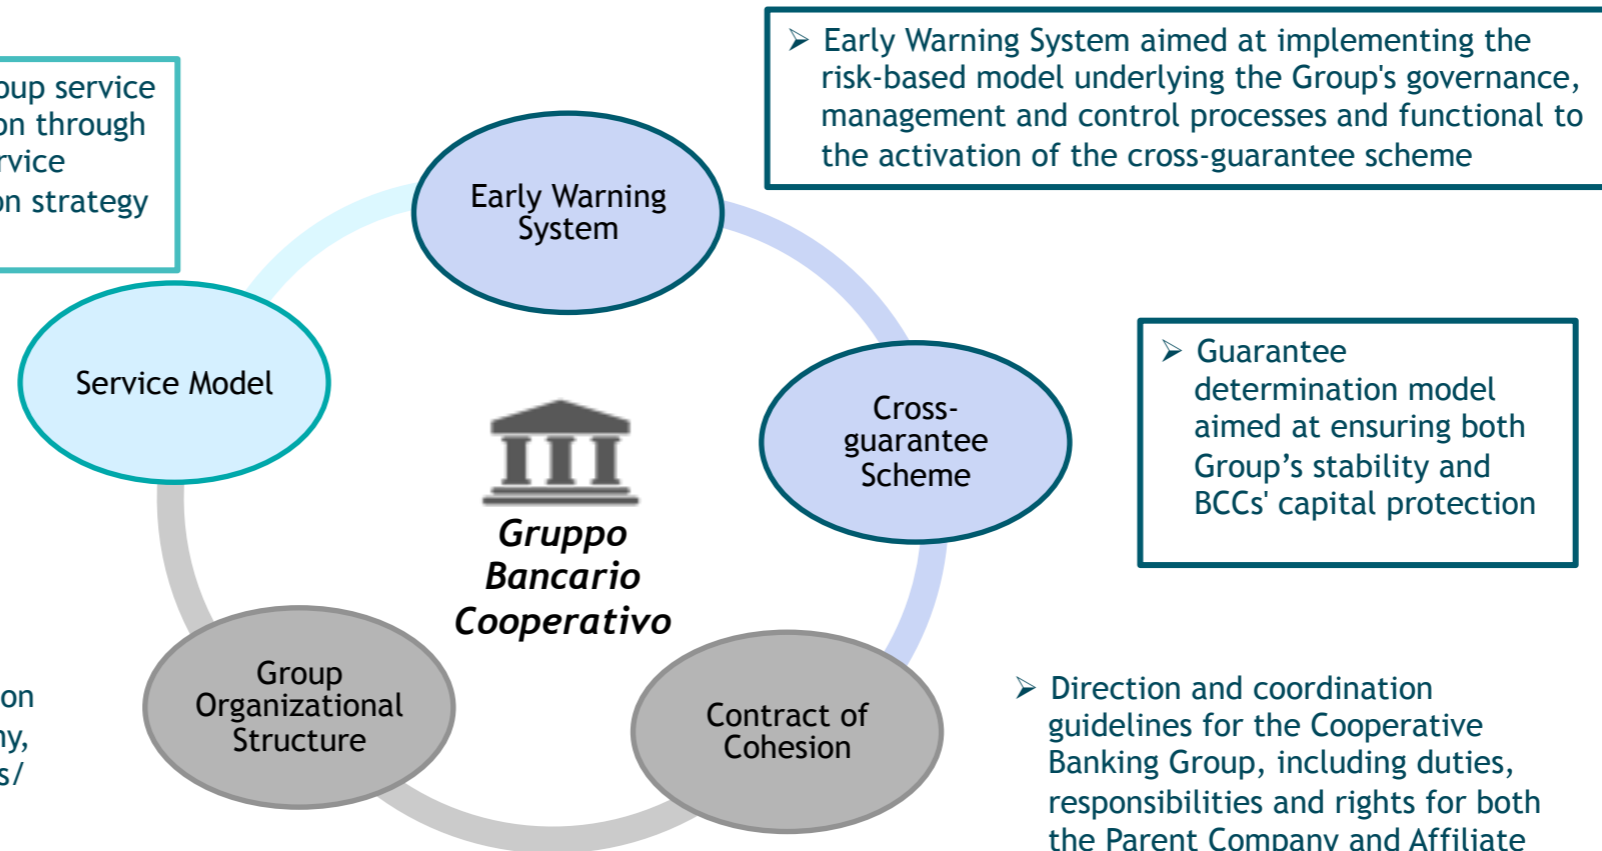 ➢ Early Warning System aimed at implementing the
risk-based model underlying the Group's governance,
management and control processes and functional to
the activation of the cross-guarantee scheme
oup service
on through
rvice
on strategy
Early Warning
System
Service Model
Cross-
guarantee
Scheme
➢ Guarantee
determination model
aimed at ensuring both
Group’s stability and
BCCs' capital protection
Gruppo
Bancario
Cooperativo
Group
Organizational
Structure
Contract of
Cohesion
on
ny,
s/
➢ Direction and coordination
guidelines for the Cooperative
Banking Group, including duties,
responsibilities and rights for both
the Parent Company and Affiliate